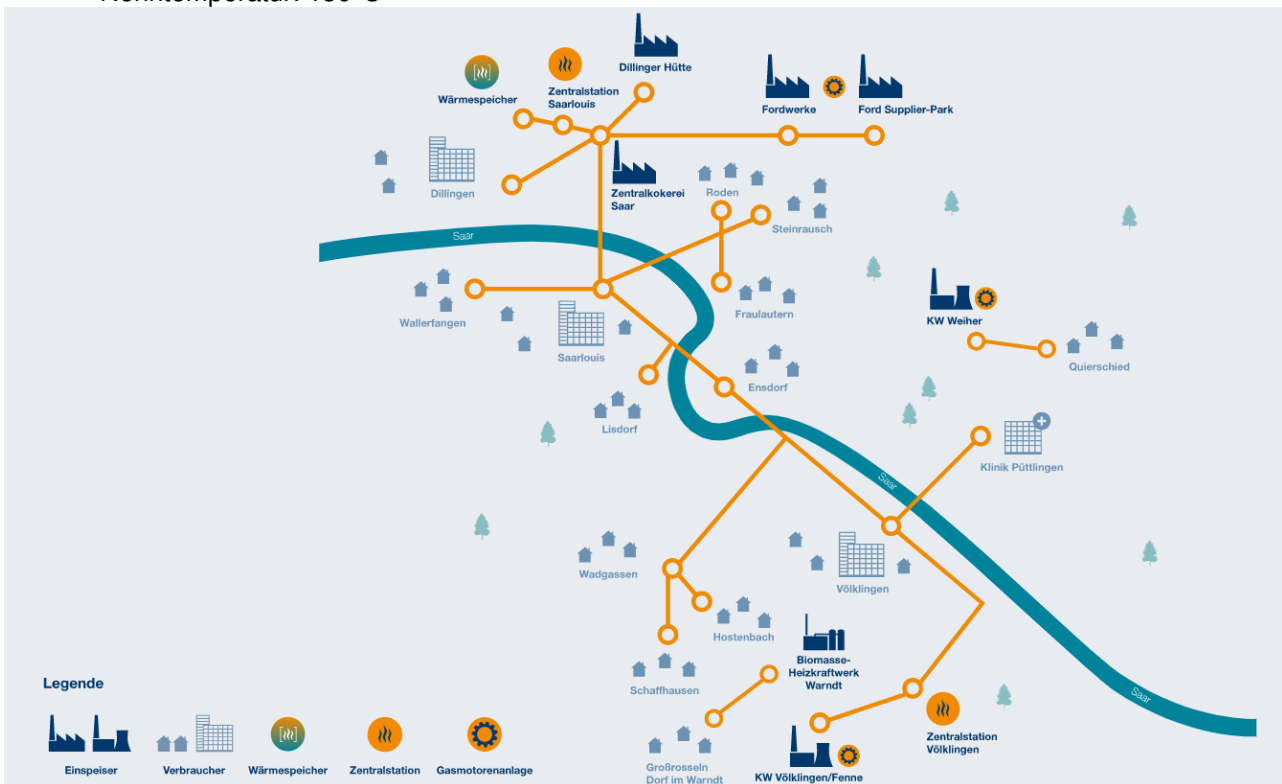 Dillinger Hütte
Wärmespeicher
Zentralstation
Saarlouis
Fordwerke
Ford Supplier-Park
Dillingen
Zentralkokerei
Saar
Roden
Steinrausch
Saar
Wallerfangen
Fraulautern
KW Weiher
Saarlouis
Quierschied
Ensdorf
Lisdorf
Klinik Püttlingen
Saar
Wadgassen
Völklingen
Hostenbach
Biomasse-
Heizkraftwerk
Warndt
Schaffhausen
Saar
Legende
Zentralstation
Völklingen
Großrosseln
Dorf im Warndt
KW Völklingen/Fenne
Einspeiser
Verbraucher
Wärmespeicher
Zentralstation
Gasmotorenanlage